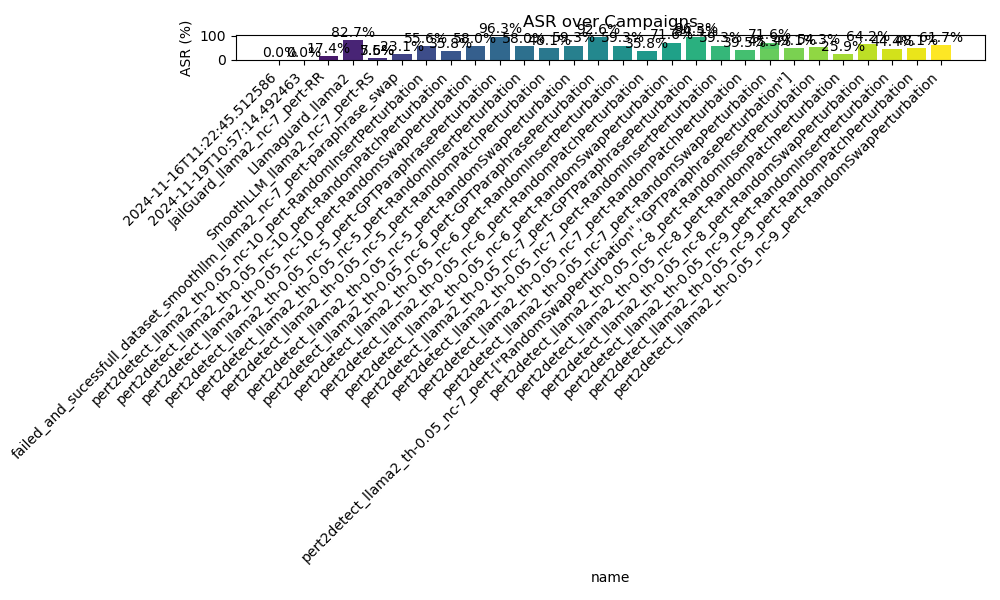 ASR over Campaigns
ASR (%)
100
0
0.0%
0.0%
17.4%
82.7%
23.1%
55.6%
35.8%
58.0%
96.3%
58.0%
48.1%
59.3%
92.6%
59.3%
35.8%
71.6%
96.3%
59.3%
39.5%
71.6%
54.3%
25.9%
64.2%
44.4%
48.1%
61.7%
2024-11-16T11:22:45.512586
2024-11-19T10:57:14.492463
JailGuard_llama2_nc-7_pert-RR
Llamaguard_llama2
SmoothLLM_llama2_nc-7_pert-RS
failed_and_sucessfull_dataset_smoothllm_llama2_nc-7_pert-paraphrase_swap
pert2detect_llama2_th-0.05_nc-10_pert-RandomInsertPerturbation
pert2detect_llama2_th-0.05_nc-10_pert-RandomPatchPerturbation
pert2detect_llama2_th-0.05_nc-10_pert-RandomSwapPerturbation
pert2detect_llama2_th-0.05_nc-5_pert-GPTParaphrasePerturbation
pert2detect_llama2_th-0.05_nc-5_pert-RandomInsertPerturbation
pert2detect_llama2_th-0.05_nc-5_pert-RandomPatchPerturbation
pert2detect_llama2_th-0.05_nc-5_pert-RandomSwapPerturbation
pert2detect_llama2_th-0.05_nc-6_pert-GPTParaphrasePerturbation
pert2detect_llama2_th-0.05_nc-6_pert-RandomInsertPerturbation
pert2detect_llama2_th-0.05_nc-6_pert-RandomPatchPerturbation
pert2detect_llama2_th-0.05_nc-6_pert-RandomSwapPerturbation
pert2detect_llama2_th-0.05_nc-7_pert-GPTParaphrasePerturbation
pert2detect_llama2_th-0.05_nc-7_pert-RandomInsertPerturbation
pert2detect_llama2_th-0.05_nc-7_pert-RandomPatchPerturbation
pert2detect_llama2_th-0.05_nc-7_pert-RandomSwapPerturbation
pert2detect_llama2_th-0.05_nc-7_pert-["RandomSwapPerturbation","GPTParaphrasePerturbation"]
pert2detect_llama2_th-0.05_nc-8_pert-RandomInsertPerturbation
pert2detect_llama2_th-0.05_nc-8_pert-RandomPatchPerturbation
pert2detect_llama2_th-0.05_nc-8_pert-RandomSwapPerturbation
pert2detect_llama2_th-0.05_nc-9_pert-RandomInsertPerturbation
pert2detect_llama2_th-0.05_nc-9_pert-RandomPatchPerturbation
pert2detect_llama2_th-0.05_nc-9_pert-RandomSwapPerturbation
name